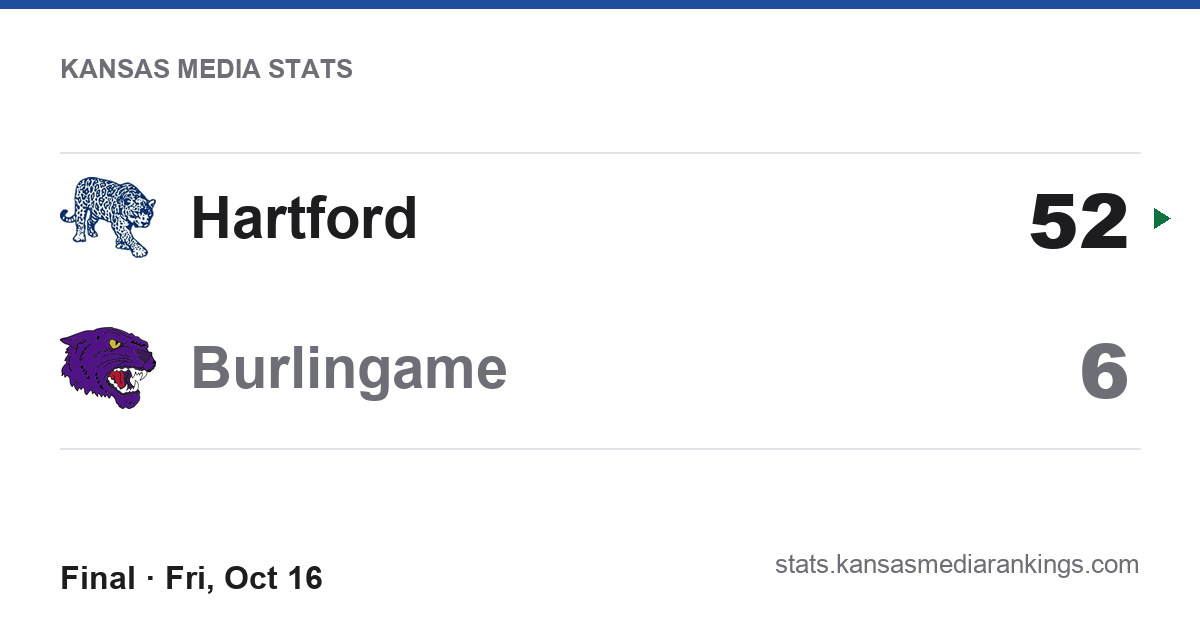 KANSAS MEDIA STATS
Hartford 52
Burlingame 6
Final · Fri, Oct 16
stats.kansasmediarankings.com